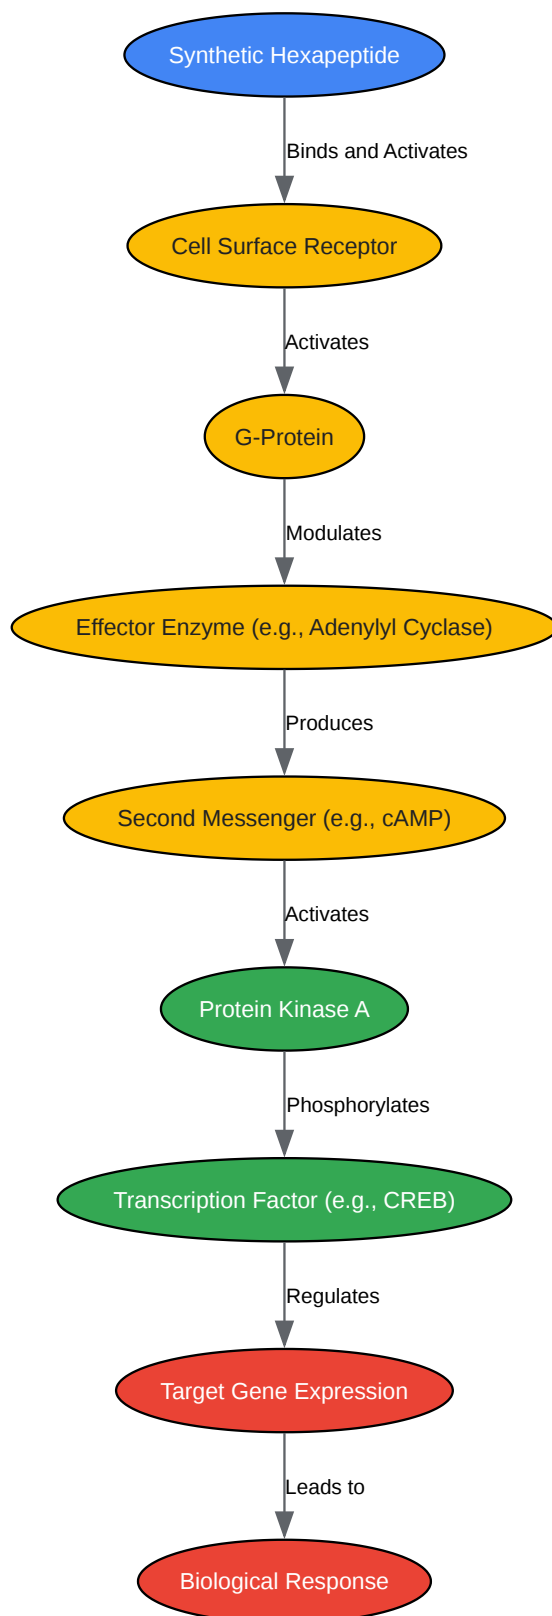 Synthetic Hexapeptide
Binds and Activates
Cell Surface Receptor
Activates
G-Protein
Modulates
Effector Enzyme (e.g., Adenylyl Cyclase)
Produces
Second Messenger (e.g., cAMP)
Activates
Protein Kinase A
Phosphorylates
Transcription Factor (e.g., CREB)
Regulates
Target Gene Expression
Leads to
Biological Response